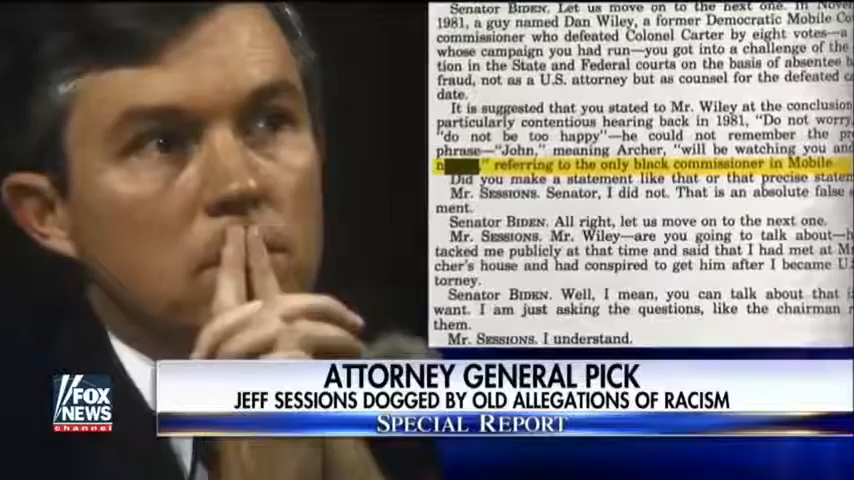 Senator BIDEN. Let us move on to the next one. In
1981, a guy named Dan Wiley, a former Democratic Mobile
commissioner who defeated Colonel Carter by eight votes—a
whose campaign you had run—you got into a challenge of the
tion in the State and Federal courts on the basis of absentee
fraud, not as a U.S. attorney but as counsel for the defeated
date.
It is suggested that you stated to Mr. Wiley at the conclusion
particularly contentious hearing back in 1981, "Do not worry,
"do not be too happy"—he could not remember the
phrase—"John," meaning Archer, "will be watching you and
n" referring to the only black commissioner in Mobile.
Did you make a statement like that or that precise
Mr. SESSIONS. Senator, I did not. That is an absolute false
ment.
Senator BIDEN. All right, let us move on to the next one.
Mr. SESSIONS. Mr. Wiley—are you going to talk about—
tacked me publicly at that time and said that I had met at
cher's house and had conspired to get him after I became
torney.
Senator BIDEN. Well, I mean, you can talk about that
want. I am just asking the questions, like the chairman
them.
Mr. SESSIONS. I understand.
ATTORNEY GENERAL PICK
JEFF SESSIONS DOGGED BY OLD ALLEGATIONS OF RACISM
SPECIAL REPORT
FOX
NEWS
channel